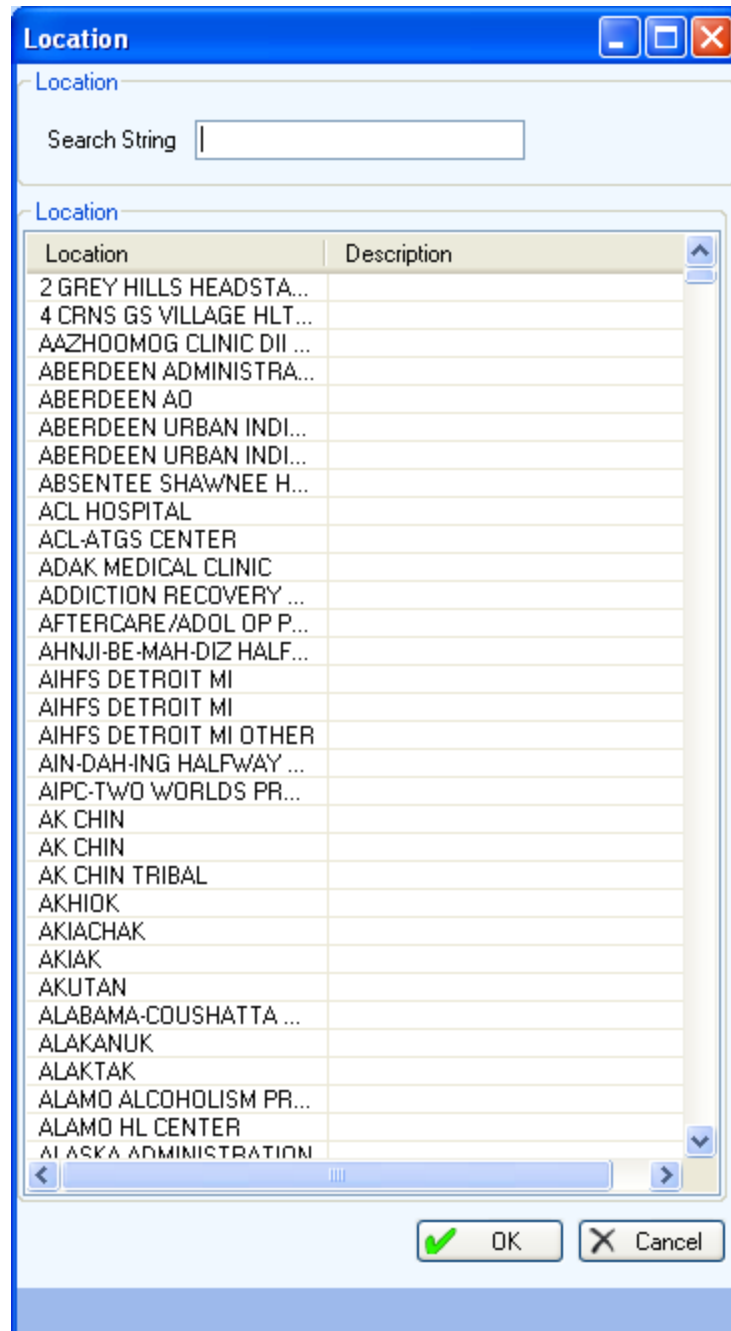 Location
Location
Search String
Location
Location Description
2 GREY HILLS HEADSTA...
4 CRNS GS VILLAGE HLT...
AAZHOOMOG CLINIC DII ...
ABERDEEN ADMINISTRA...
ABERDEEN AO
ABERDEEN URBAN INDI...
ABERDEEN URBAN INDI...
ABSENTEE SHAWNEE H...
ACL HOSPITAL
ACL-ATGS CENTER
ADAK MEDICAL CLINIC
ADDICTION RECOVERY ...
AFTERCARE/ADOL OP P...
AHNJI-BE-MAH-DIZ HALF...
AIHFS DETROIT MI
AIHFS DETROIT MI
AIHFS DETROIT MI OTHER
AIN-DAH-ING HALFWAY ...
AIPC-TWO WORLDS PR...
AK CHIN
AK CHIN
AK CHIN TRIBAL
AKHIOK
AKIACHAK
AKIAK
AKUTAN
ALABAMA-COUSHATTA ...
ALAKANUK
ALAKTAK
ALAMO ALCOHOLISM PR...
ALAMO HL CENTER
ALASKA ADMINISTRATION
OK Cancel